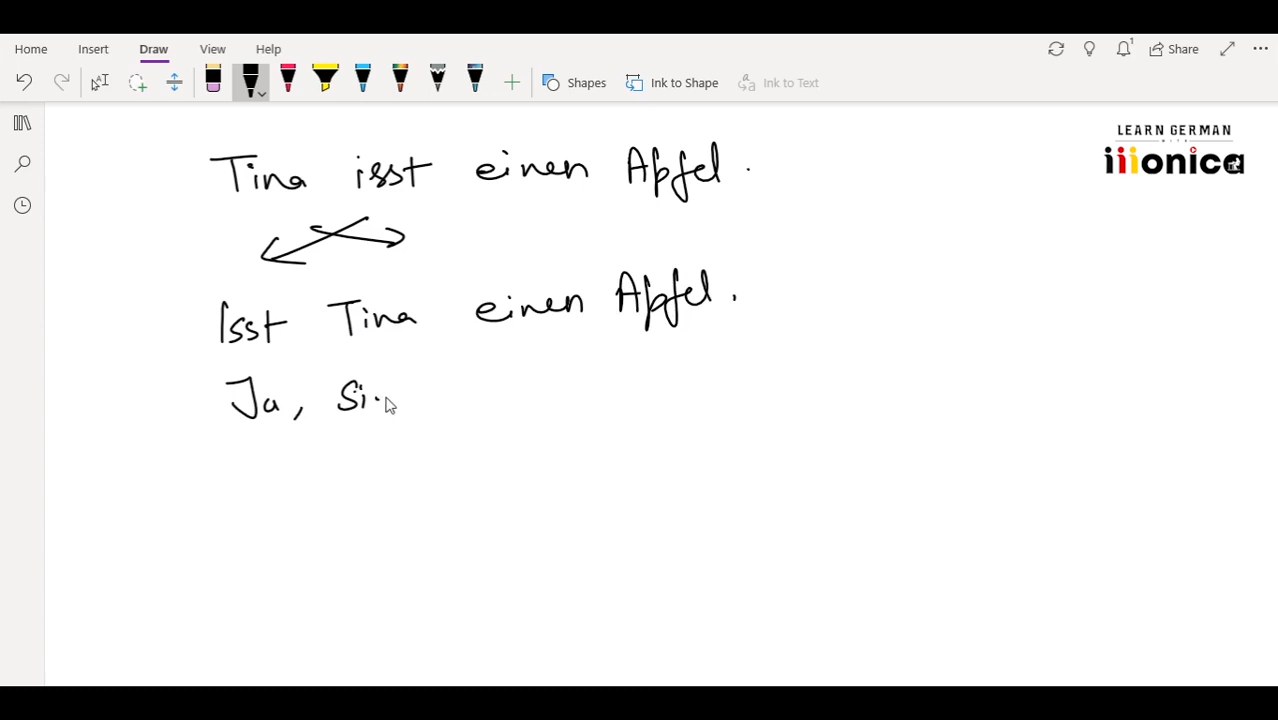 Home Insert Draw View Help Share
Shapes Ink to Shape Ink to Text
LEARN GERMAN
iiionica
Tina isst einen Apfel.
Isst Tina einen Apfel.
Ja, Si